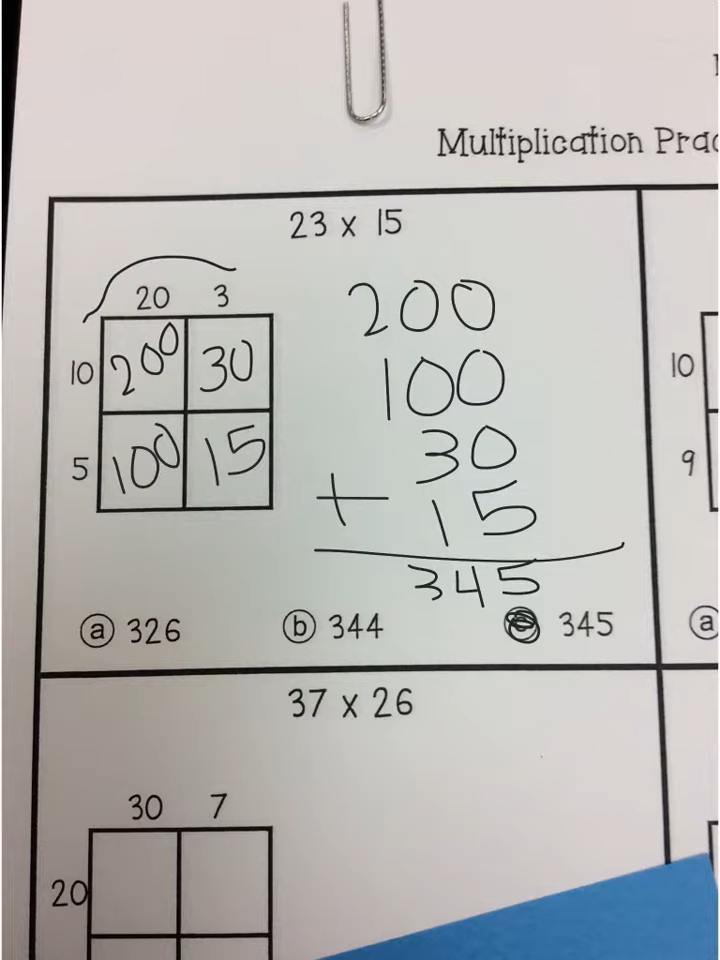 Multiplication
23 x 15
20 3
10 200 30
5 100 15
200
100
30
+ 15
345
ⓐ 326 ⓑ 344 345
10
9
ⓐ
37 x 26
30 7
20